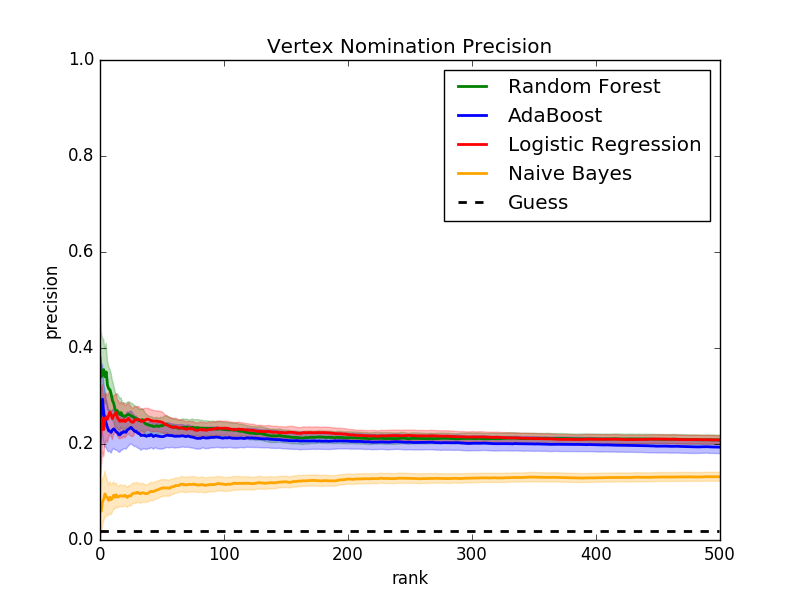 Vertex Nomination Precision
1.0
0.8
0.6
0.4
0.2
0.0
precision
Random Forest
AdaBoost
Logistic Regression
Naive Bayes
Guess
0
100
200
300
400
500
rank